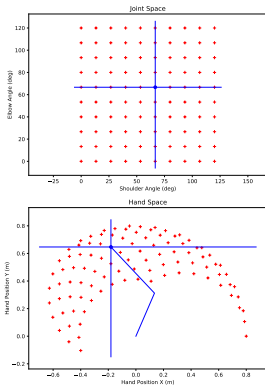 Joint Space
Elbow Angle (deg)
120
100
80
60
40
20
0
−25 0 25 50 75 100 125 150
Shoulder Angle (deg)
Hand Space
Hand Position Y (m)
0.8
0.6
0.4
0.2
0.0
−0.2
−0.6 −0.4 −0.2 0.0 0.2 0.4 0.6 0.8
Hand Position X (m)